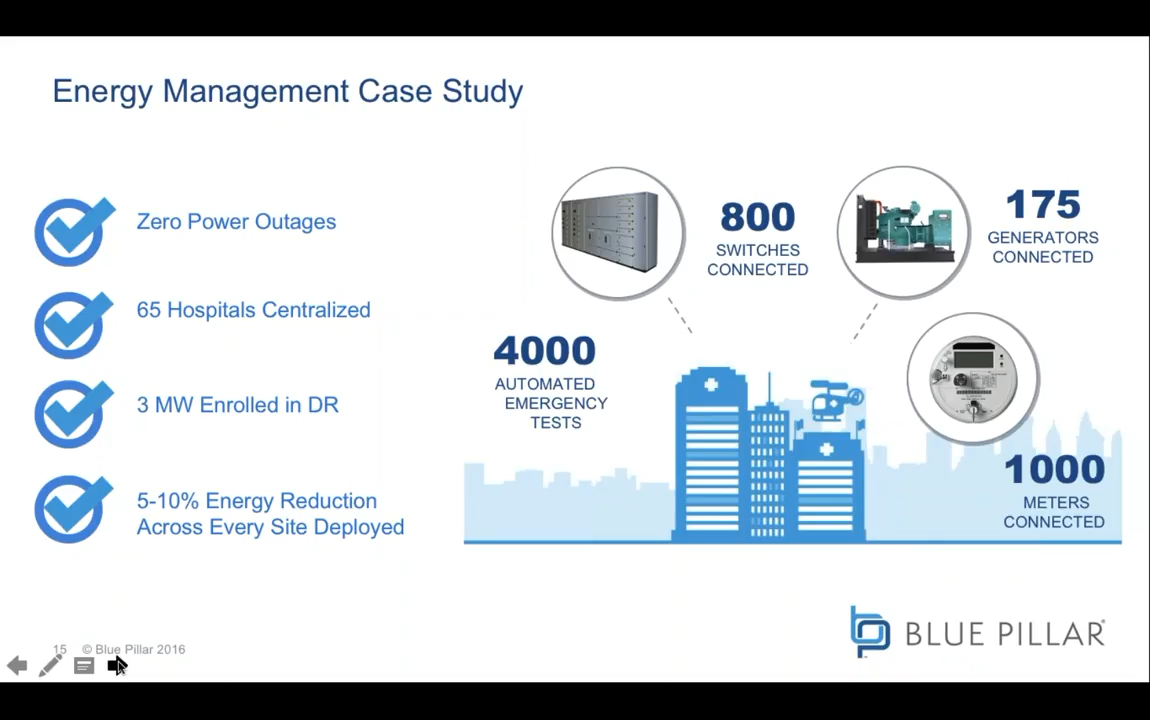 Energy Management Case Study
Zero Power Outages
65 Hospitals Centralized
3 MW Enrolled in DR
5-10% Energy Reduction
Across Every Site Deployed
800
SWITCHES
CONNECTED
175
GENERATORS
CONNECTED
4000
AUTOMATED
EMERGENCY
TESTS
1000
METERS
CONNECTED
15 © Blue Pillar 2016
BLUE PILLAR®